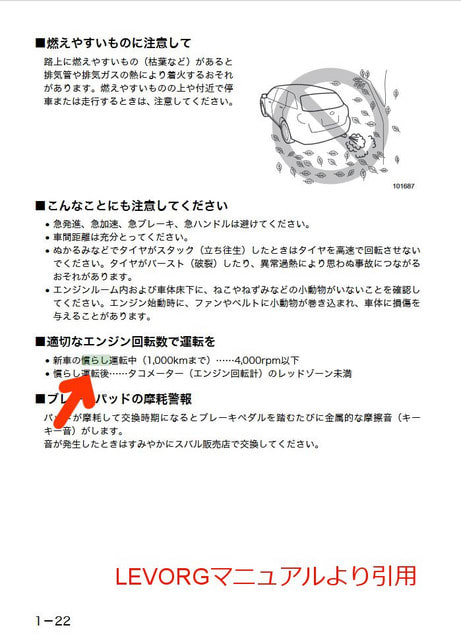 ■燃えやすいものに注意して
路上に燃えやすいもの（枯葉など）があると
排気管や排気ガスの熱により着火するおそれ
があります。燃えやすいものの上や付近で停
車または走行するときは、注意してください。
101687
■こんなことにも注意してください
● 急発進、急加速、急ブレーキ、急ハンドルは避けてください。
● 車間距離は充分とってください。
● ぬかるみなどでタイヤがスタック（立ち往生）したときはタイヤを高速で回転させない
でください。タイヤがバースト（破裂）したり、異常過熱により思わぬ事故につながる
おそれがあります。
● エンジンルーム内および車体床下に、ねこやねずみなどの小動物がいないことを確認し
てください。エンジン始動時に、ファンやベルトに小動物が巻き込まれ、車体に損傷を
与えることがあります。
■適切なエンジン回転数で運転を
● 新車の慣らし運転中（1,000kmまで）……4,000rpm以下
● 慣らし運転後……タコメーター（エンジン回転計）のレッドゾーン未満
■ブレーキパッドの摩耗警報
パッドが摩耗して交換時期になるとブレーキペダルを踏むたびに金属的な摩擦音（キー
キー音）がします。
音が発生したときはすみやかにスバル販売店で交換してください。
LEVORGマニュアルより引用
1－22